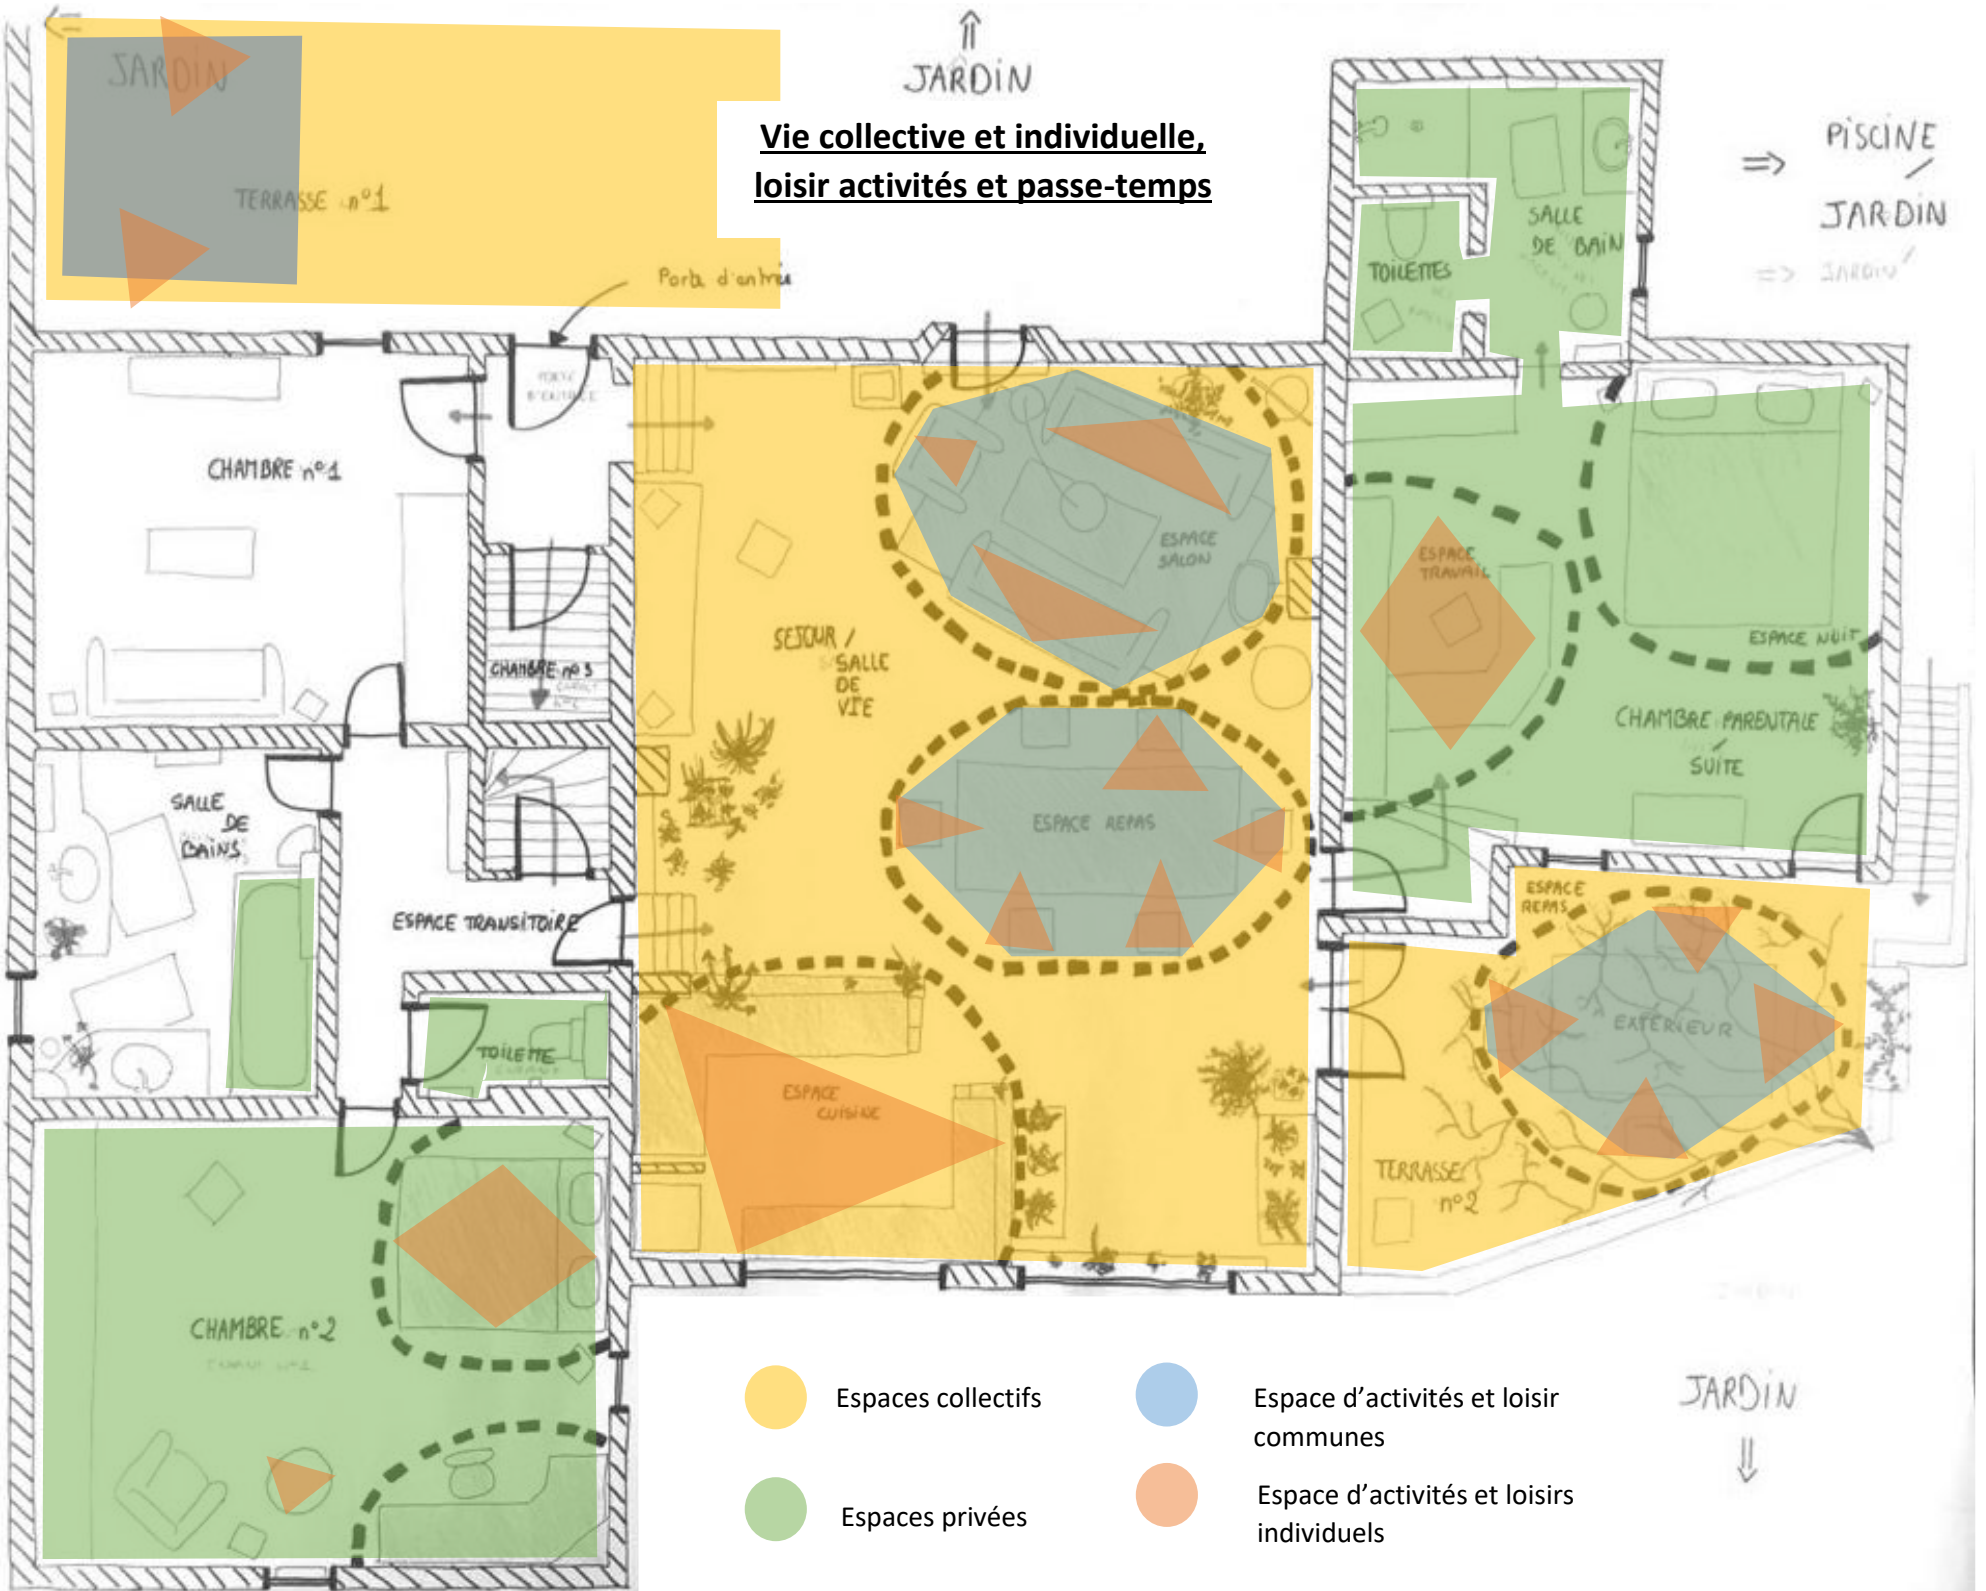 JARDIN
JARDIN
Vie collective et individuelle,
loisir activités et passe-temps
PISCINE
/
JARDIN
JARDIN
TERRASSE n°1
SALLE
DE BAIN
TOILETTES
Porte d'entrée
CHAMBRE n°1
ESPACE
SALON
ESPACE
TRAVAIL
ESPACE NUIT
SEJOUR /
SALLE
DE
VIE
CHAMBRE n°3
CHAMBRE PARENTALE
/
SUITE
SALLE
DE
BAINS
ESPACE REPAS
ESPACE TRANSITOIRE
ESPACE
REPAS
EXTÉRIEUR
TOILETTE
ESPACE
CUISINE
TERRASSE
n°2
CHAMBRE n°2
Espaces collectifs
Espace d'activités et loisir
communes
JARDIN
Espaces privées
Espace d'activités et loisirs
individuels